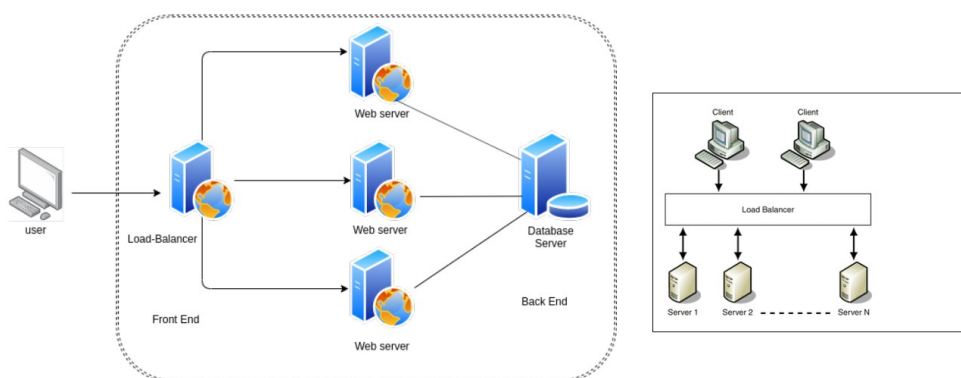 Web server
user
Load-Balancer
Web server
Database
Server
Front End
Back End
Web server
Client
Client
Load Balancer
Server 1
Server 2
Server N